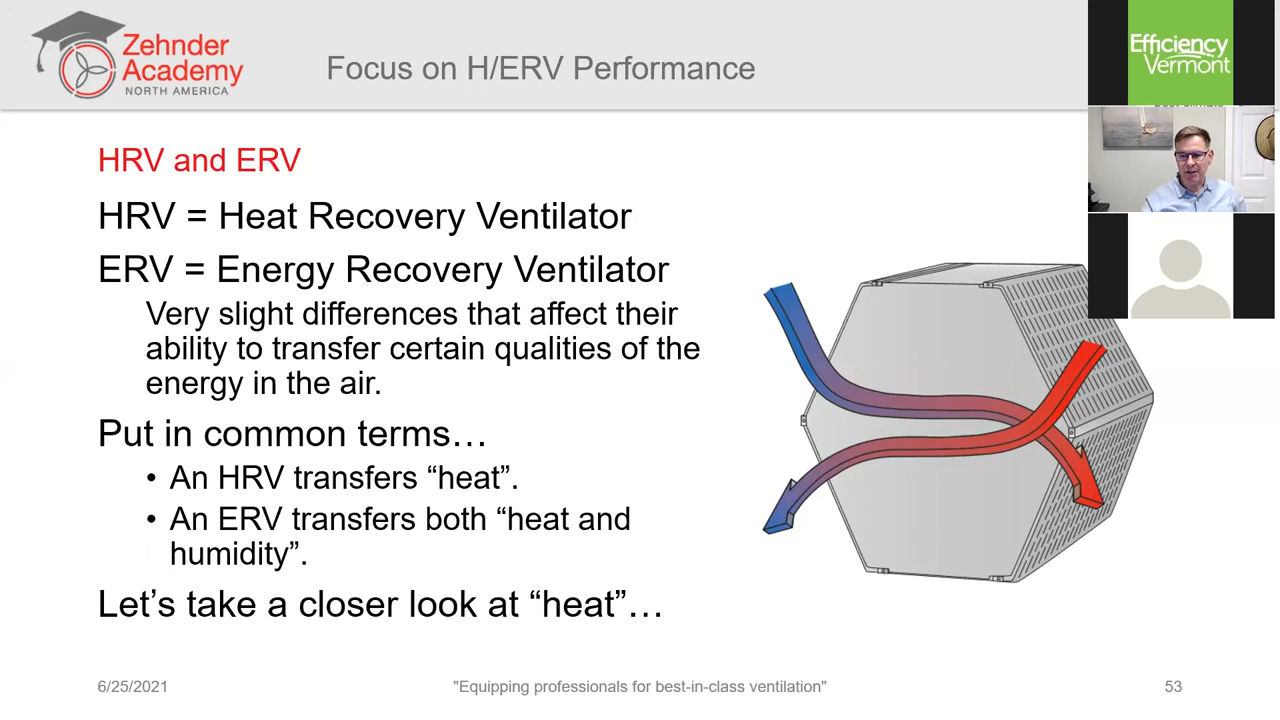 Zehnder
Academy
NORTH AMERICA
Focus on H/ERV Performance
Efficiency
Vermont
HRV and ERV
HRV = Heat Recovery Ventilator
ERV = Energy Recovery Ventilator
Very slight differences that affect their
ability to transfer certain qualities of the
energy in the air.
Put in common terms…
• An HRV transfers “heat”.
• An ERV transfers both “heat and
humidity”.
Let’s take a closer look at “heat”…
6/25/2021
"Equipping professionals for best-in-class ventilation"
53